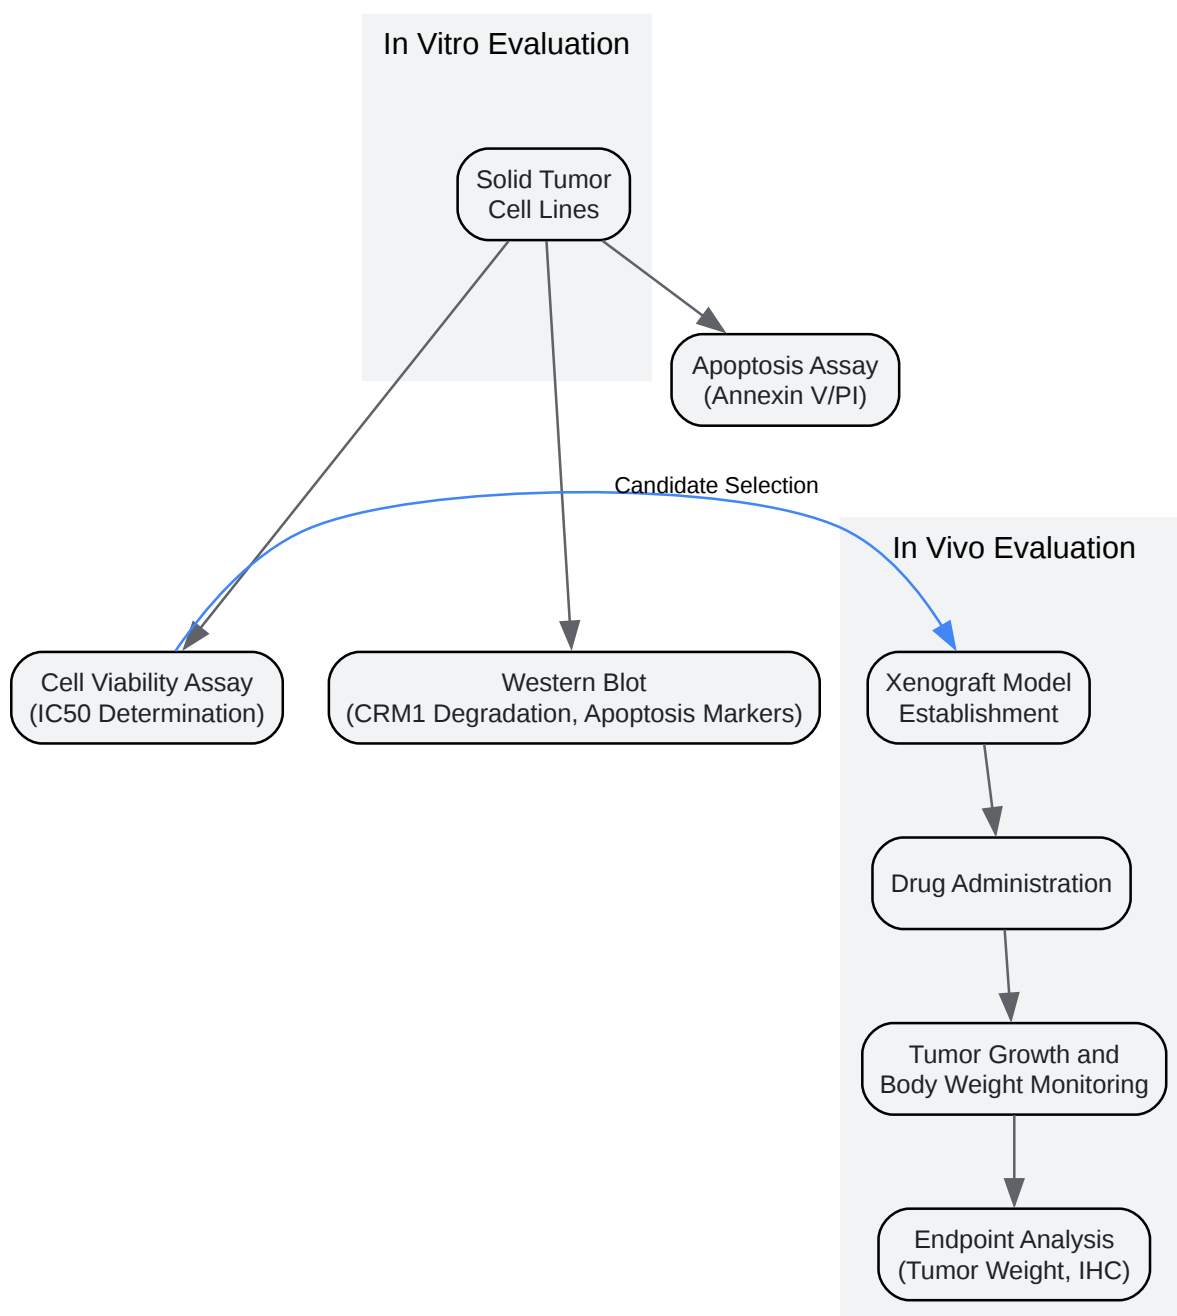 In Vitro Evaluation
Solid Tumor
Cell Lines
Apoptosis Assay
(Annexin V/PI)
Candidate Selection
In Vivo Evaluation
Cell Viability Assay
(IC50 Determination)
Western Blot
(CRM1 Degradation, Apoptosis Markers)
Xenograft Model
Establishment
Drug Administration
Tumor Growth and
Body Weight Monitoring
Endpoint Analysis
(Tumor Weight, IHC)